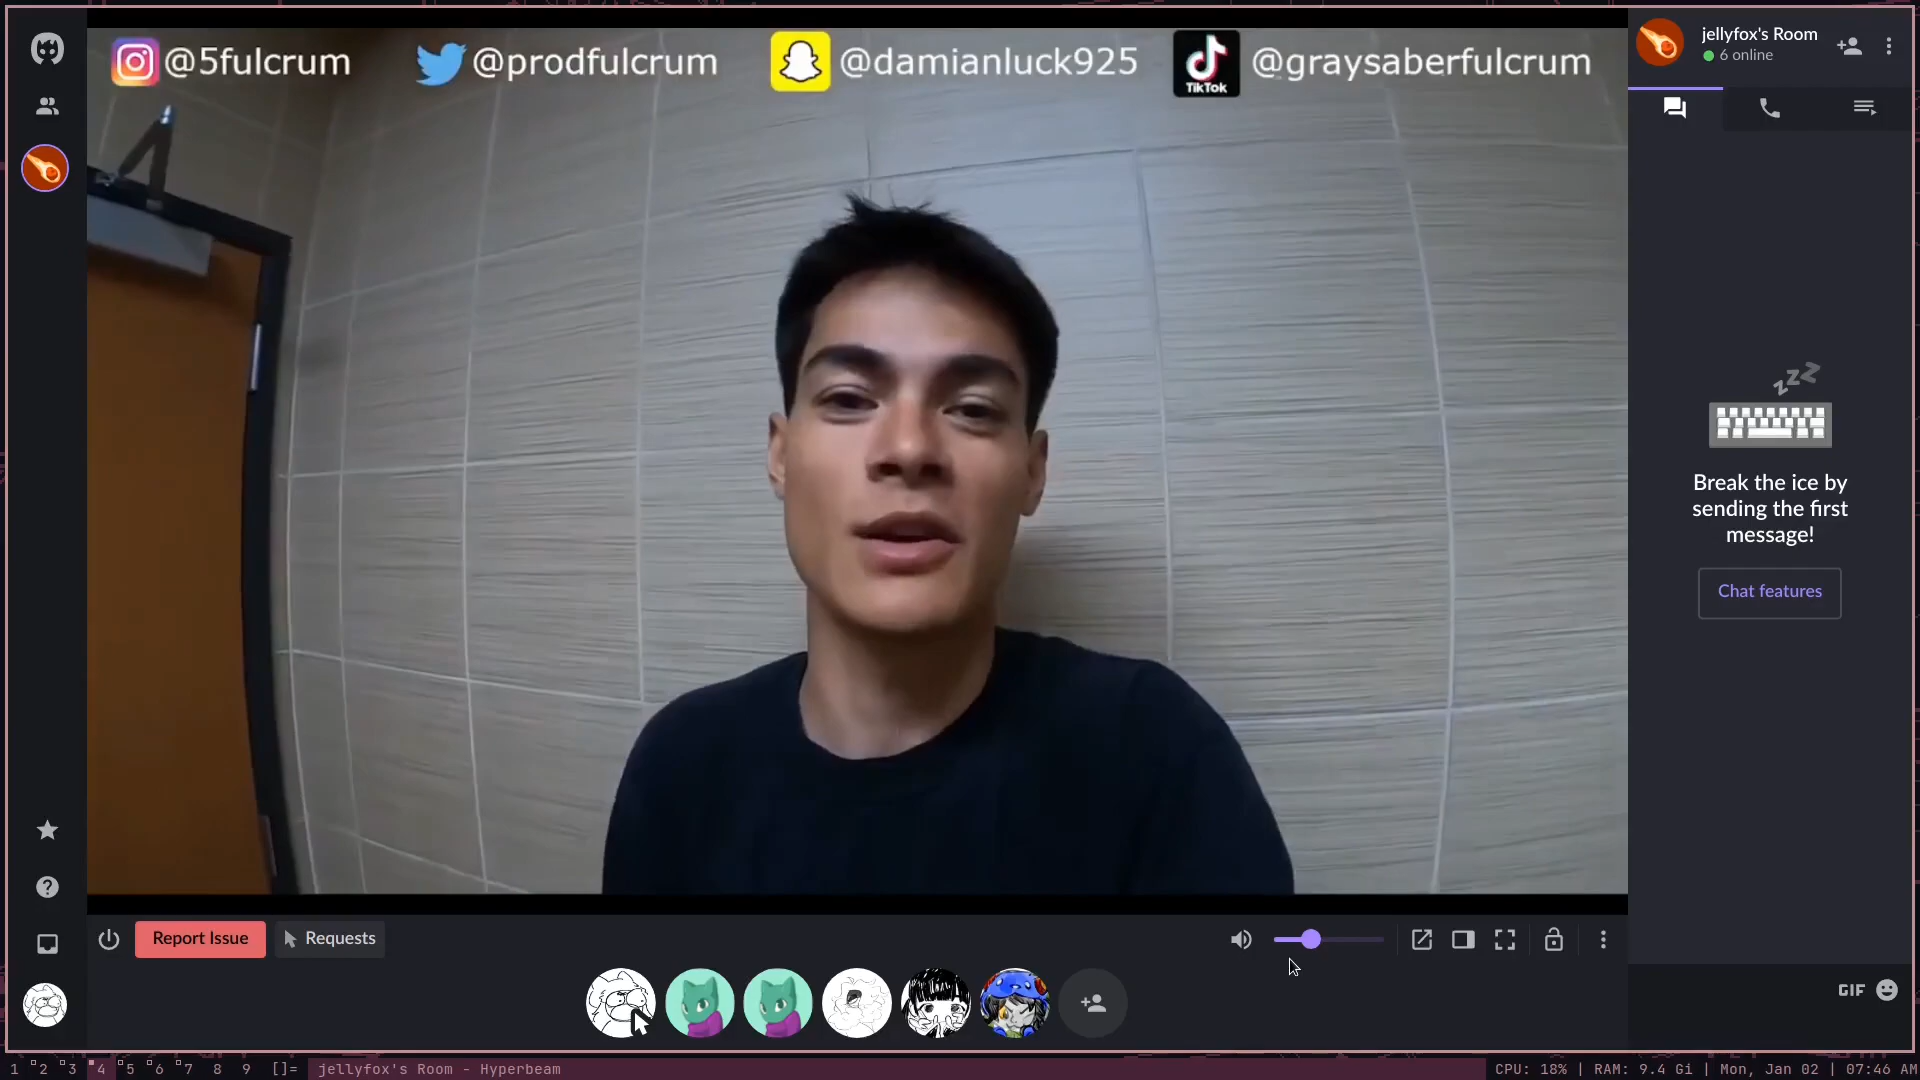 @5fulcrum
@prodfulcrum
@damianluck925
TikTok
@graysaberfulcrum
jellyfox's Room
6 online
zzz
Break the ice by
sending the first
message!
Chat features
Report Issue
Requests
GIF
1 2 3 4 5 6 7 8 9 []= jellyfox's Room - Hyperbeam
CPU: 18% | RAM: 9.4 Gi | Mon, Jan 02 | 07:46 AM